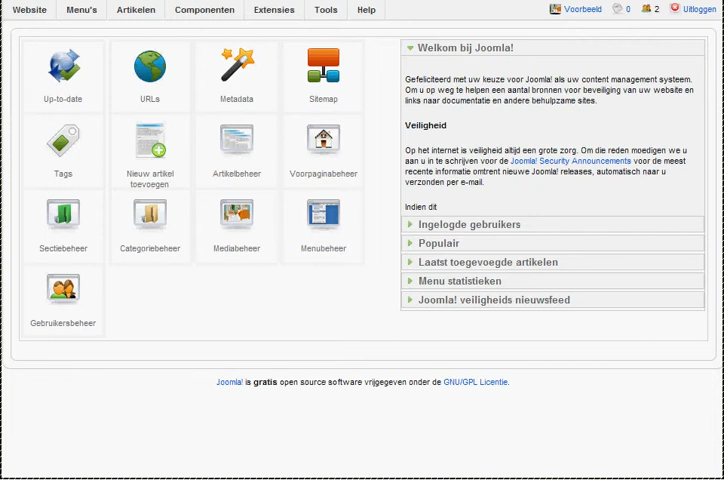 Website Menu's Artikelen Componenten Extensies Tools Help Voorbeeld 0 2 Uitloggen
Up-to-date URLs Metadata Sitemap
Tags Nieuw artikel toevoegen Artikelbeheer Voorpaginabeheer
Sectiebeheer Categoriebeheer Mediabeheer Menubeheer
Gebruikersbeheer
Welkom bij Joomla!
Gefeliciteerd met uw keuze voor Joomla! als uw content management systeem.
Om u op weg te helpen een aantal bronnen voor beveiliging van uw website en
links naar documentatie en andere behulpzame sites.
Veiligheid
Op het internet is veiligheid altijd een grote zorg. Om die reden moedigen we u
aan u in te schrijven voor de Joomla! Security Announcements voor de meest
recente informatie omtrent nieuwe Joomla! releases, automatisch naar u
verzonden per e-mail.
Indien dit
Ingelogde gebruikers
Populair
Laatst toegevoegde artikelen
Menu statistieken
Joomla! veiligheids nieuwsfeed
Joomla! is gratis open source software vrijgegeven onder de GNU/GPL Licentie.